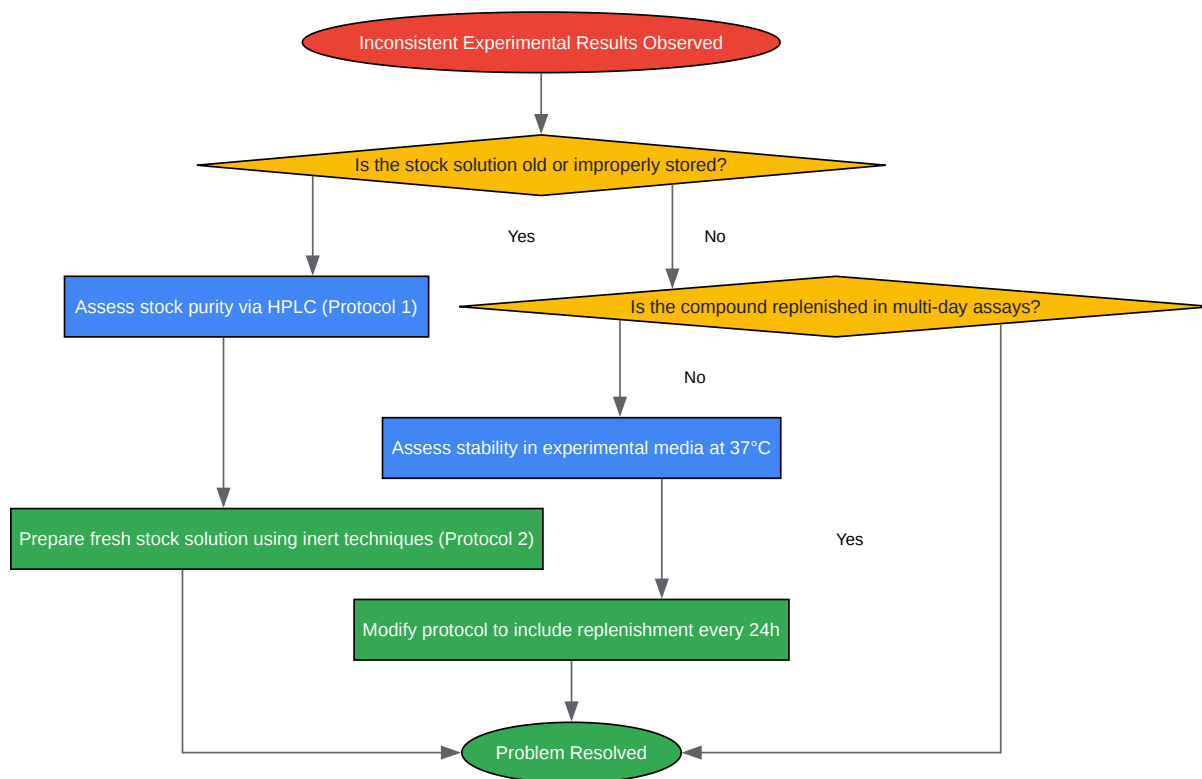 Inconsistent Experimental Results Observed
Is the stock solution old or improperly stored?
Yes
No
Assess stock purity via HPLC (Protocol 1)
Is the compound replenished in multi-day assays?
No
Assess stability in experimental media at 37°C
Prepare fresh stock solution using inert techniques (Protocol 2)
Yes
Modify protocol to include replenishment every 24h
Problem Resolved